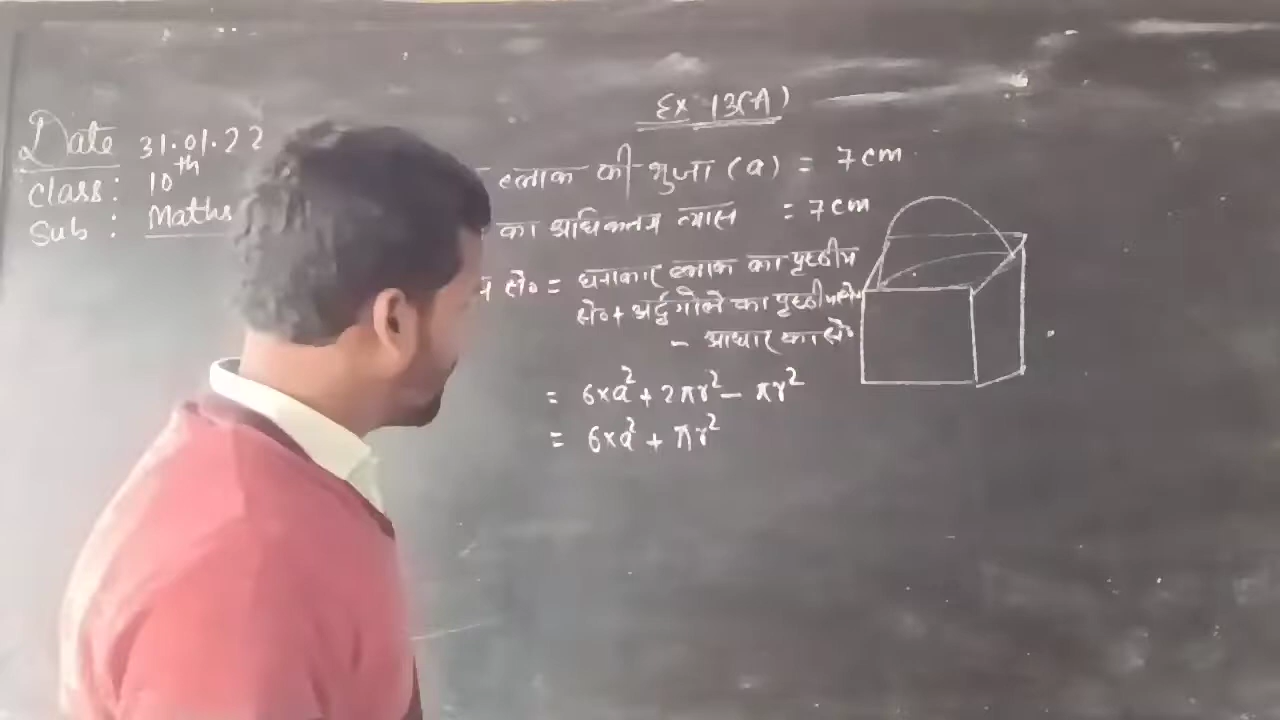 Ex 13(A)
Date 31.01.22
Class: 10th
Sub: Maths
ब्लाक की भुजा (a) = 7 cm
का अधिकतम व्यास = 7 cm
क्षे० = घनाकार ब्लाक का पृष्ठीय
क्षे० + अर्द्धगोले का पृष्ठीय क्षे०
- आधार का क्षे०
= 6×a² + 2πr² - πr²
= 6×a² + πr²